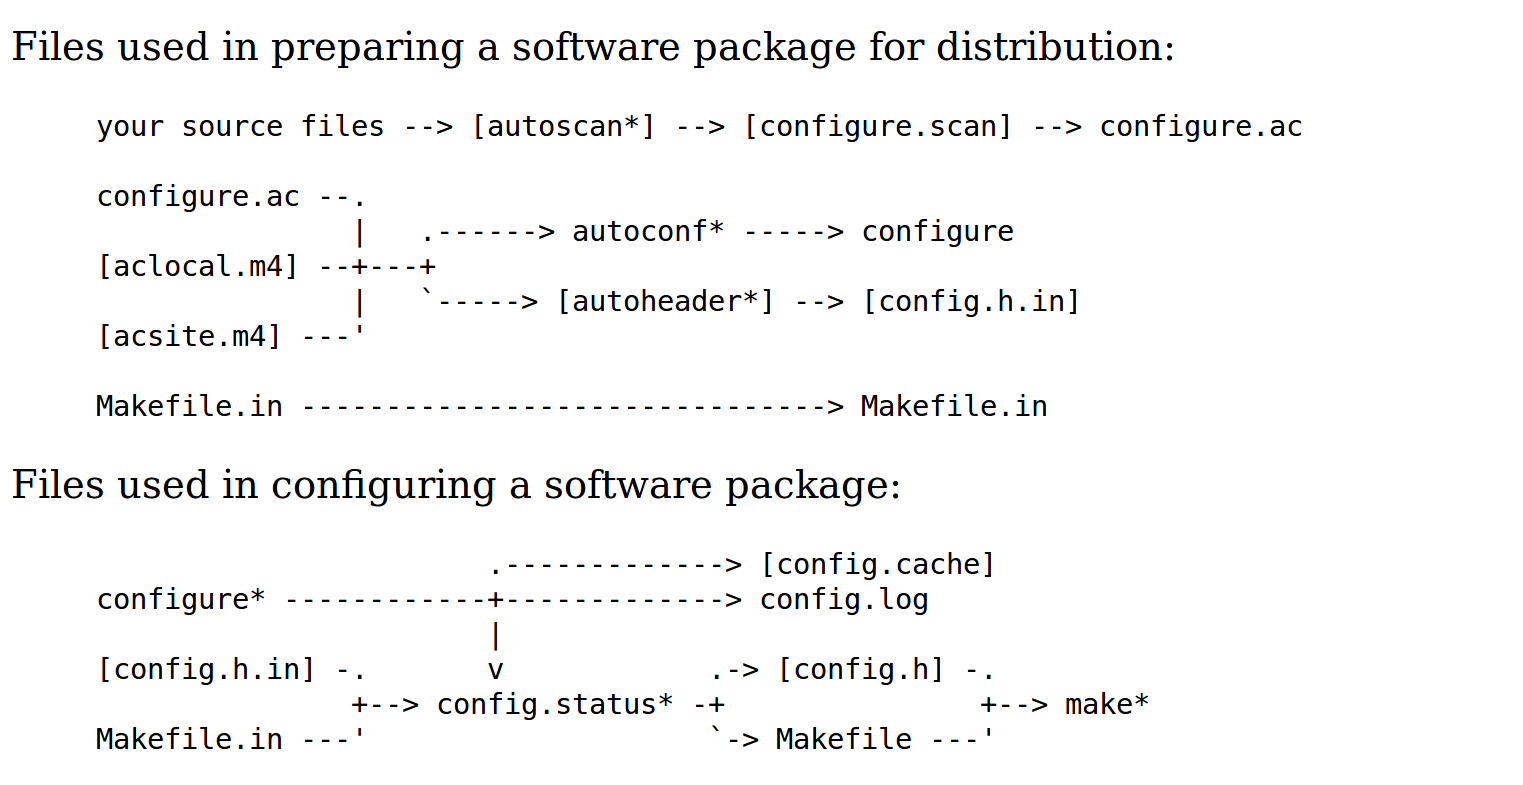 Files used in preparing a software package for distribution:
your source files --> [autoscan*] --> [configure.scan] --> configure.ac
configure.ac --.
               |   .------> autoconf* -----> configure
[aclocal.m4] --+---+
               |   `-----> [autoheader*] --> [config.h.in]
[acsite.m4] ---'
Makefile.in -------------------------------> Makefile.in
Files used in configuring a software package:
                       .-------------> [config.cache]
configure* ------------+-------------> config.log
                       |
[config.h.in] -.       v            .-> [config.h] -.
               +--> config.status* -+               +--> make*
Makefile.in ---'                    `-> Makefile ---'